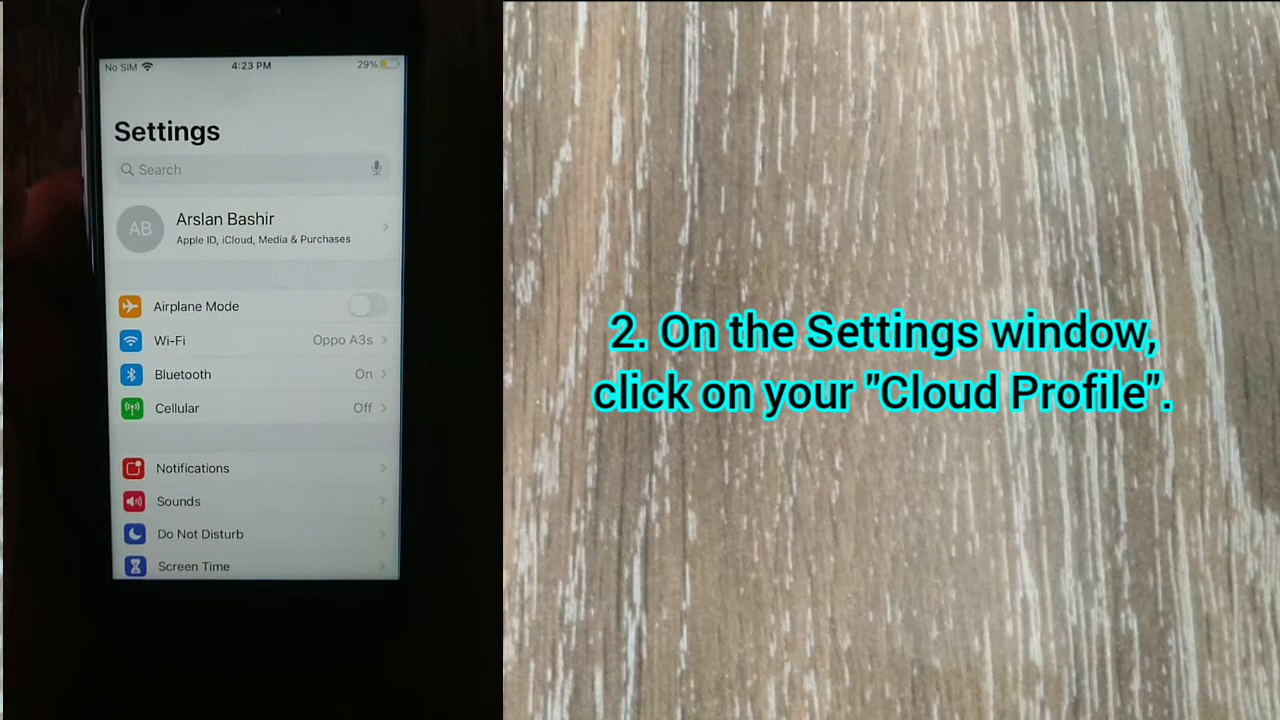 No SIM 4:23 PM 29%
Settings
Search
AB
Arslan Bashir
Apple ID, iCloud, Media & Purchases
Airplane Mode
Wi-Fi Oppo A3s
Bluetooth On
Cellular Off
Notifications
Sounds
Do Not Disturb
Screen Time
2. On the Settings window,
click on your "Cloud Profile".